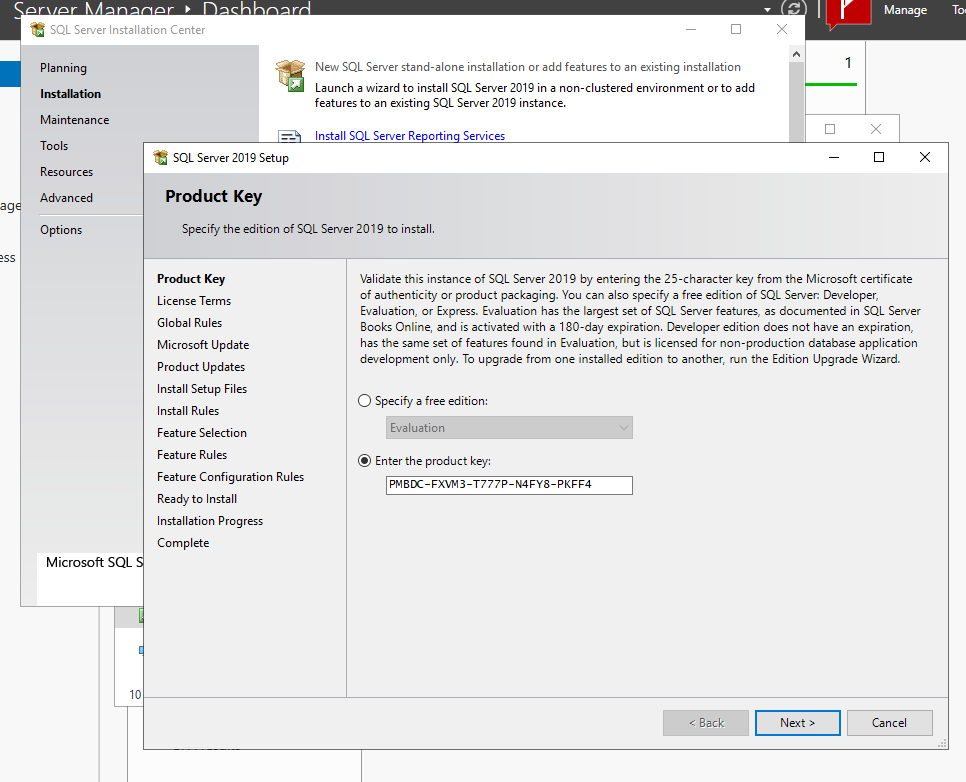 Server Manager ‣ Dashboard
Manage
SQL Server Installation Center
Planning
Installation
Maintenance
Tools
Resources
Advanced
Options
New SQL Server stand-alone installation or add features to an existing installation
Launch a wizard to install SQL Server 2019 in a non-clustered environment or to add
features to an existing SQL Server 2019 instance.
Install SQL Server Reporting Services
1
SQL Server 2019 Setup
Product Key
Specify the edition of SQL Server 2019 to install.
Product Key
License Terms
Global Rules
Microsoft Update
Product Updates
Install Setup Files
Install Rules
Feature Selection
Feature Rules
Feature Configuration Rules
Ready to Install
Installation Progress
Complete
Validate this instance of SQL Server 2019 by entering the 25-character key from the Microsoft certificate
of authenticity or product packaging. You can also specify a free edition of SQL Server: Developer,
Evaluation, or Express. Evaluation has the largest set of SQL Server features, as documented in SQL Server
Books Online, and is activated with a 180-day expiration. Developer edition does not have an expiration,
has the same set of features found in Evaluation, but is licensed for non-production database application
development only. To upgrade from one installed edition to another, run the Edition Upgrade Wizard.
Specify a free edition:
Evaluation
Enter the product key:
PMBDC-FXVM3-T777P-N4FY8-PKFF4
Microsoft SQL S
10
< Back
Next >
Cancel